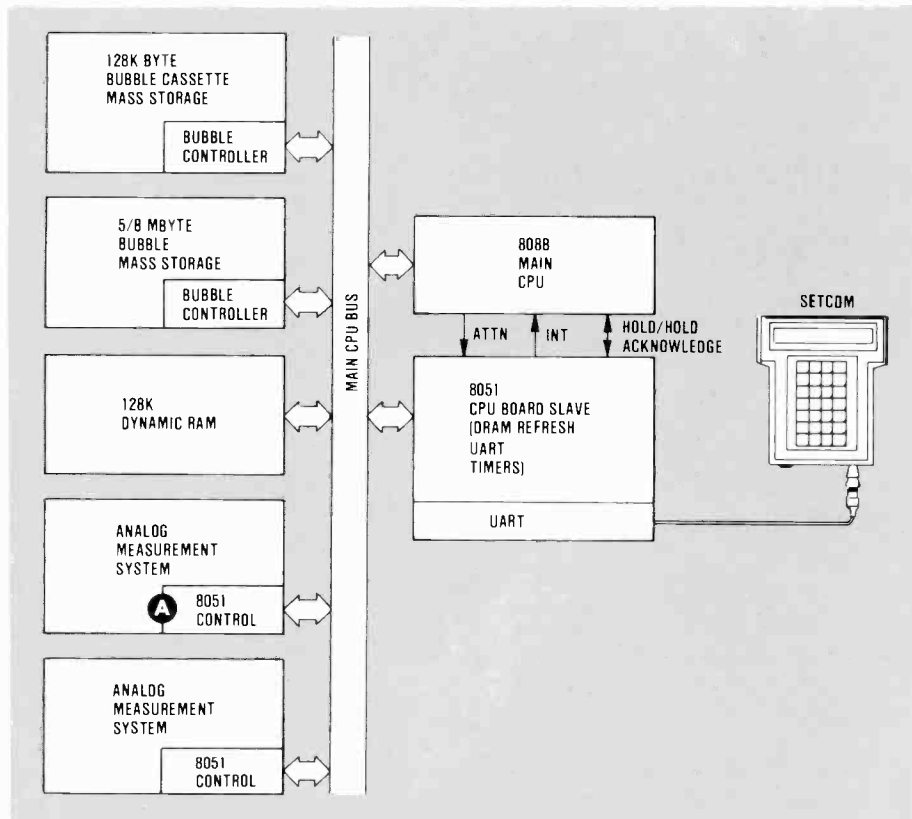 128K BYTE
BUBBLE CASSETTE
MASS STORAGE
BUBBLE
CONTROLLER
5/8 MBYTE
BUBBLE
MASS STORAGE
BUBBLE
CONTROLLER
128K
DYNAMIC RAM
ANALOG
MEASUREMENT
SYSTEM
A
8051
CONTROL
ANALOG
MEASUREMENT
SYSTEM
8051
CONTROL
MAIN CPU BUS
8088
MAIN
CPU
ATTN
INT
HOLD/HOLD
ACKNOWLEDGE
8051
CPU BOARD SLAVE
(DRAM REFRESH
UART
TIMERS)
UART
SETCOM